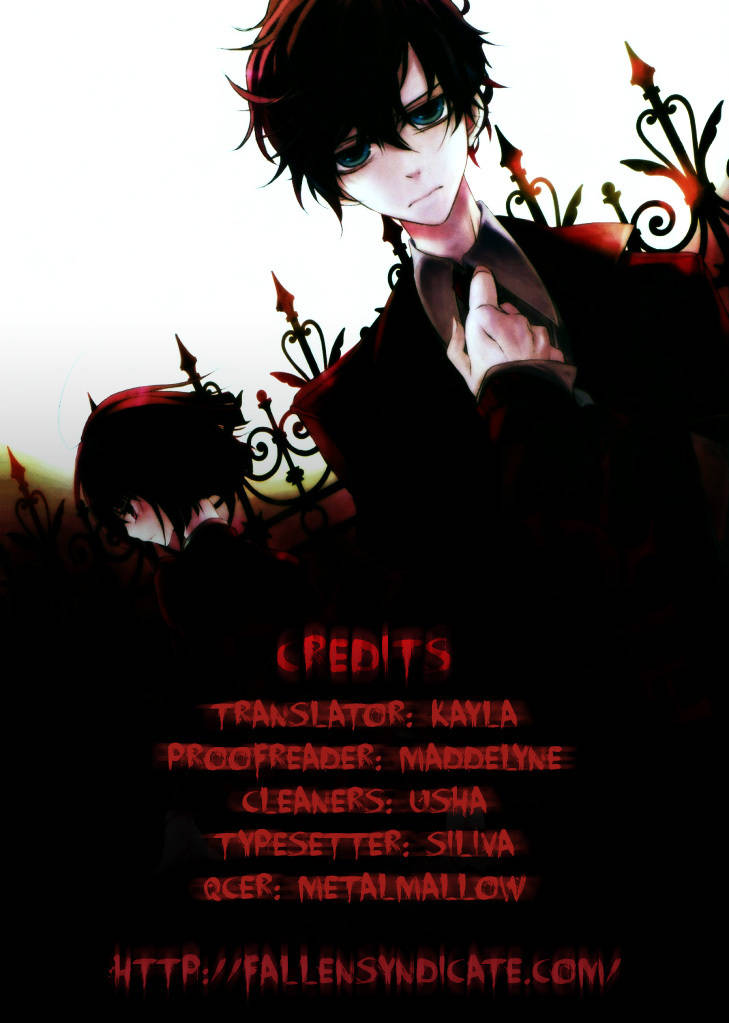 CREDITS
TRANSLATOR: KAYLA
PROOFREADER: MADDELYNE
CLEANERS: USHA
TYPESETTER: SILIVA
QCER: METALMALLOW
HTTP://FALLENSYNDICATE.COM/